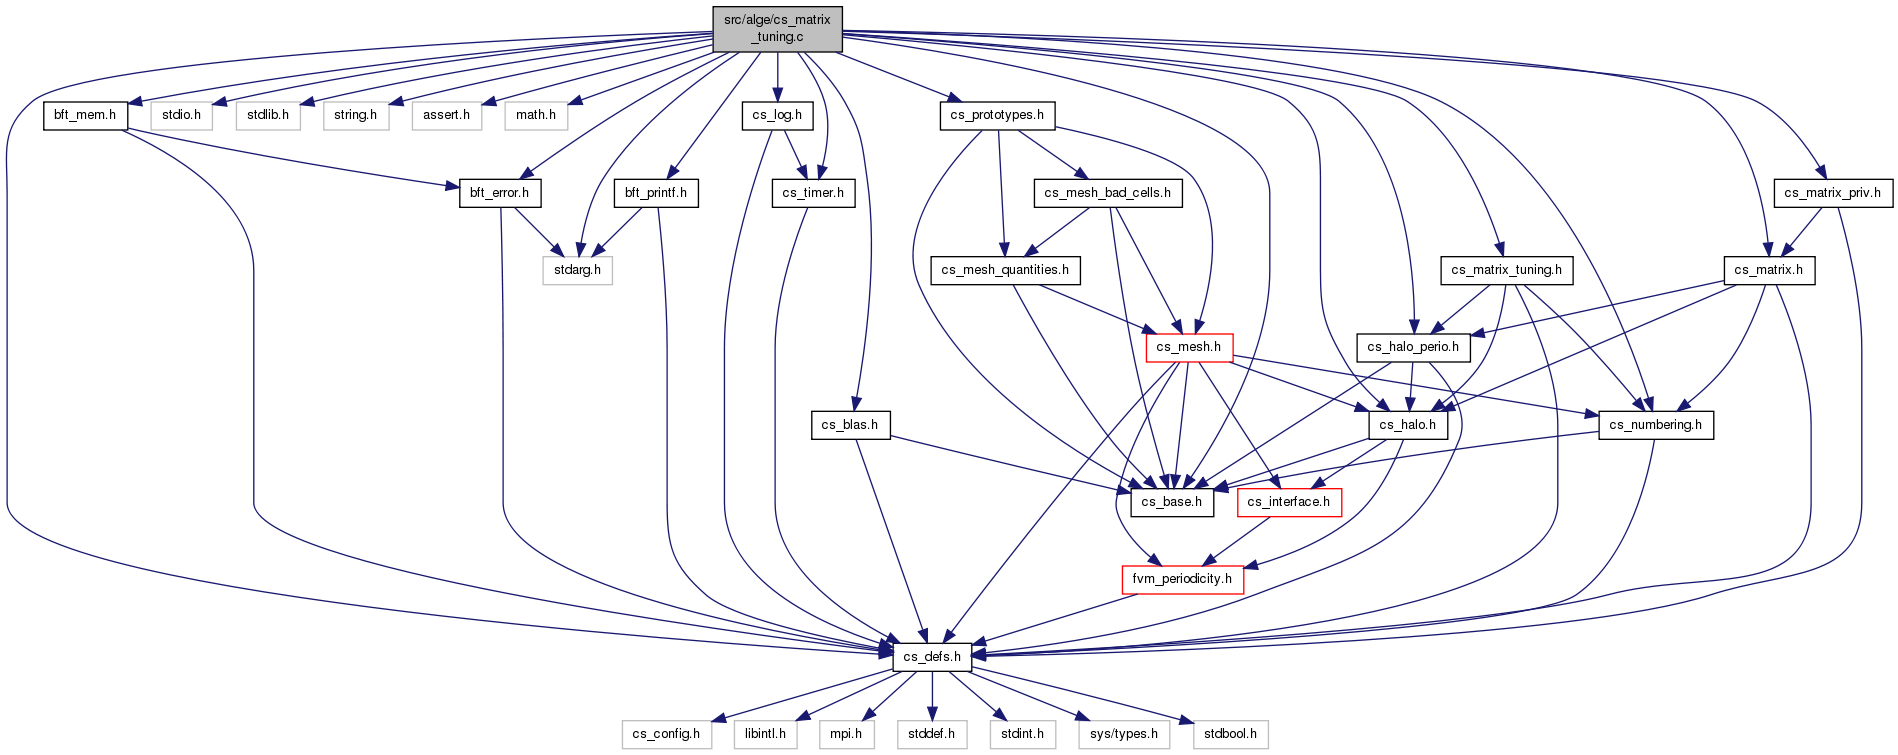 src/alge/cs_matrix
_tuning.c
bft_mem.h
stdio.h
stdlib.h
string.h
assert.h
math.h
cs_log.h
cs_prototypes.h
bft_error.h
bft_printf.h
cs_timer.h
cs_mesh_bad_cells.h
cs_matrix_priv.h
stdarg.h
cs_mesh_quantities.h
cs_matrix_tuning.h
cs_matrix.h
cs_mesh.h
cs_halo_perio.h
cs_blas.h
cs_halo.h
cs_numbering.h
cs_base.h
cs_interface.h
fvm_periodicity.h
cs_defs.h
cs_config.h
libintl.h
mpi.h
stddef.h
stdint.h
sys/types.h
stdbool.h